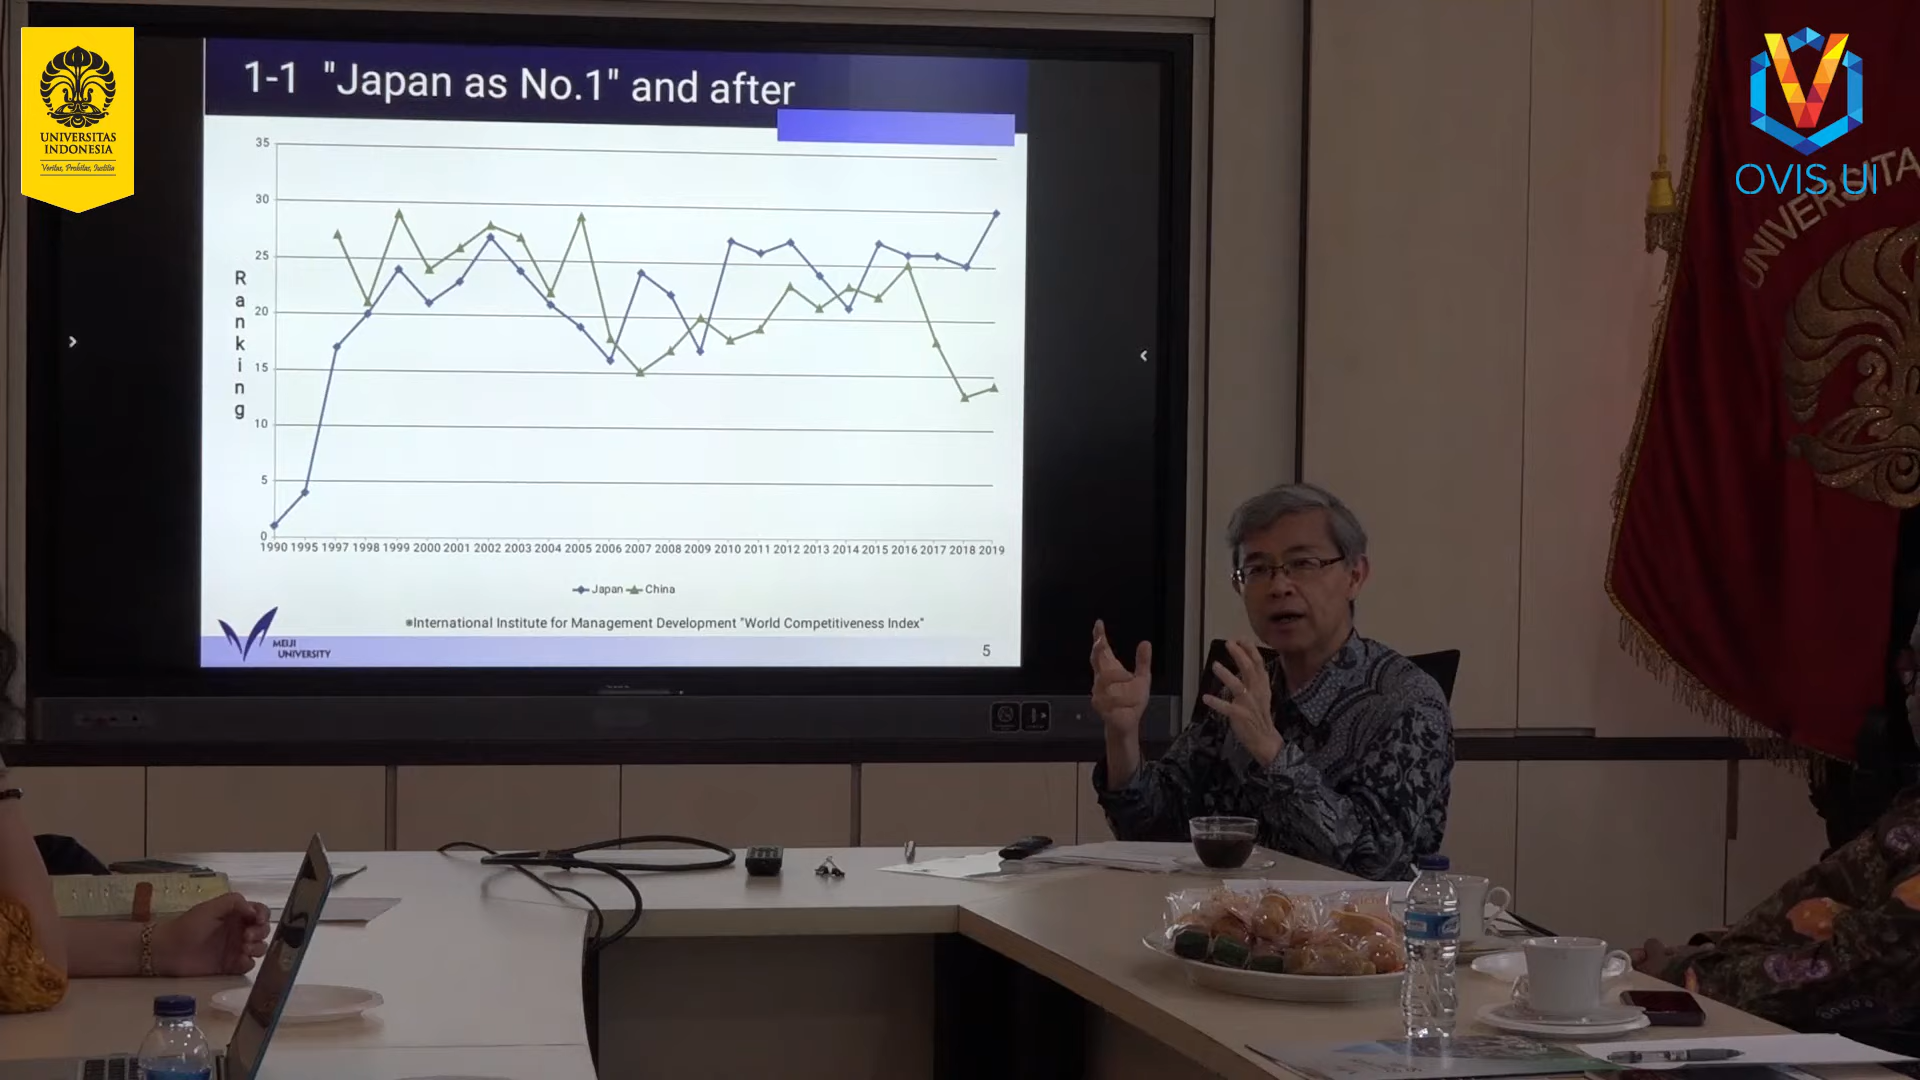 UNIVERSITAS
INDONESIA
Veritas, Probitas, Iustitia
OVIS UI
UNIVERSITA
1-1 "Japan as No.1" and after
Ranking
35
30
25
20
15
10
5
0
1990 1995 1997 1998 1999 2000 2001 2002 2003 2004 2005 2006 2007 2008 2009 2010 2011 2012 2013 2014 2015 2016 2017 2018 2019
Japan China
※International Institute for Management Development "World Competitiveness Index"
MEIJI
UNIVERSITY
5